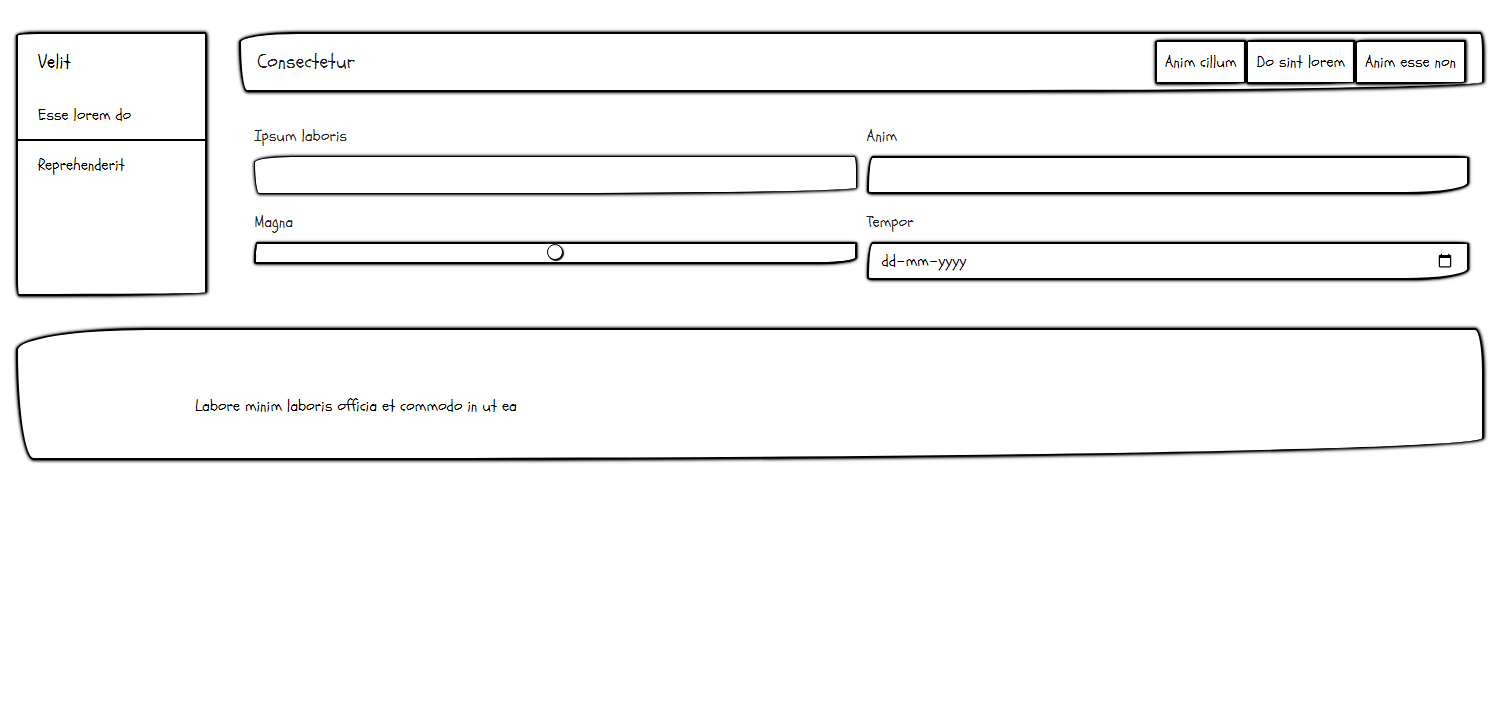 Velit
Esse lorem do
Reprehenderit
Consectetur
Anim cillum
Do sint lorem
Anim esse non
Ipsum laboris
Anim
Magna
Tempor
dd-mm-yyyy
Labore minim laboris officia et commodo in ut ea